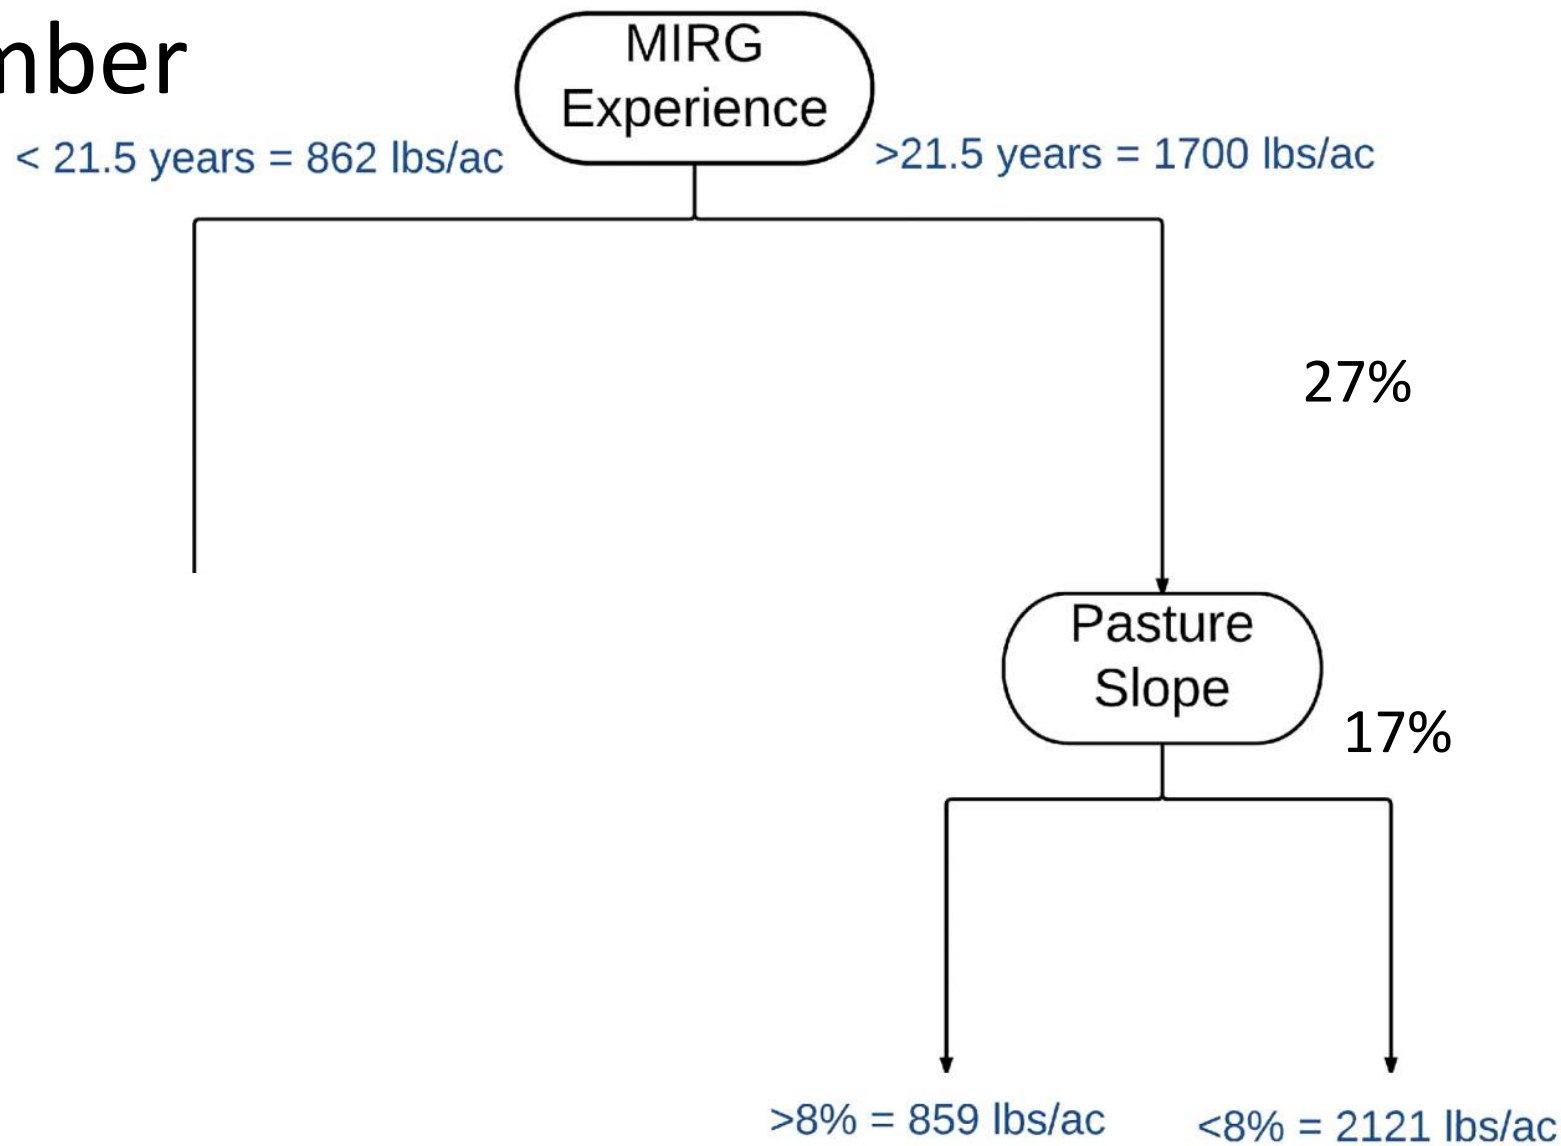 mber
MIRG
Experience
< 21.5 years = 862 lbs/ac
>21.5 years = 1700 lbs/ac
27%
Pasture
Slope
17%
>8% = 859 lbs/ac
<8% = 2121 lbs/ac